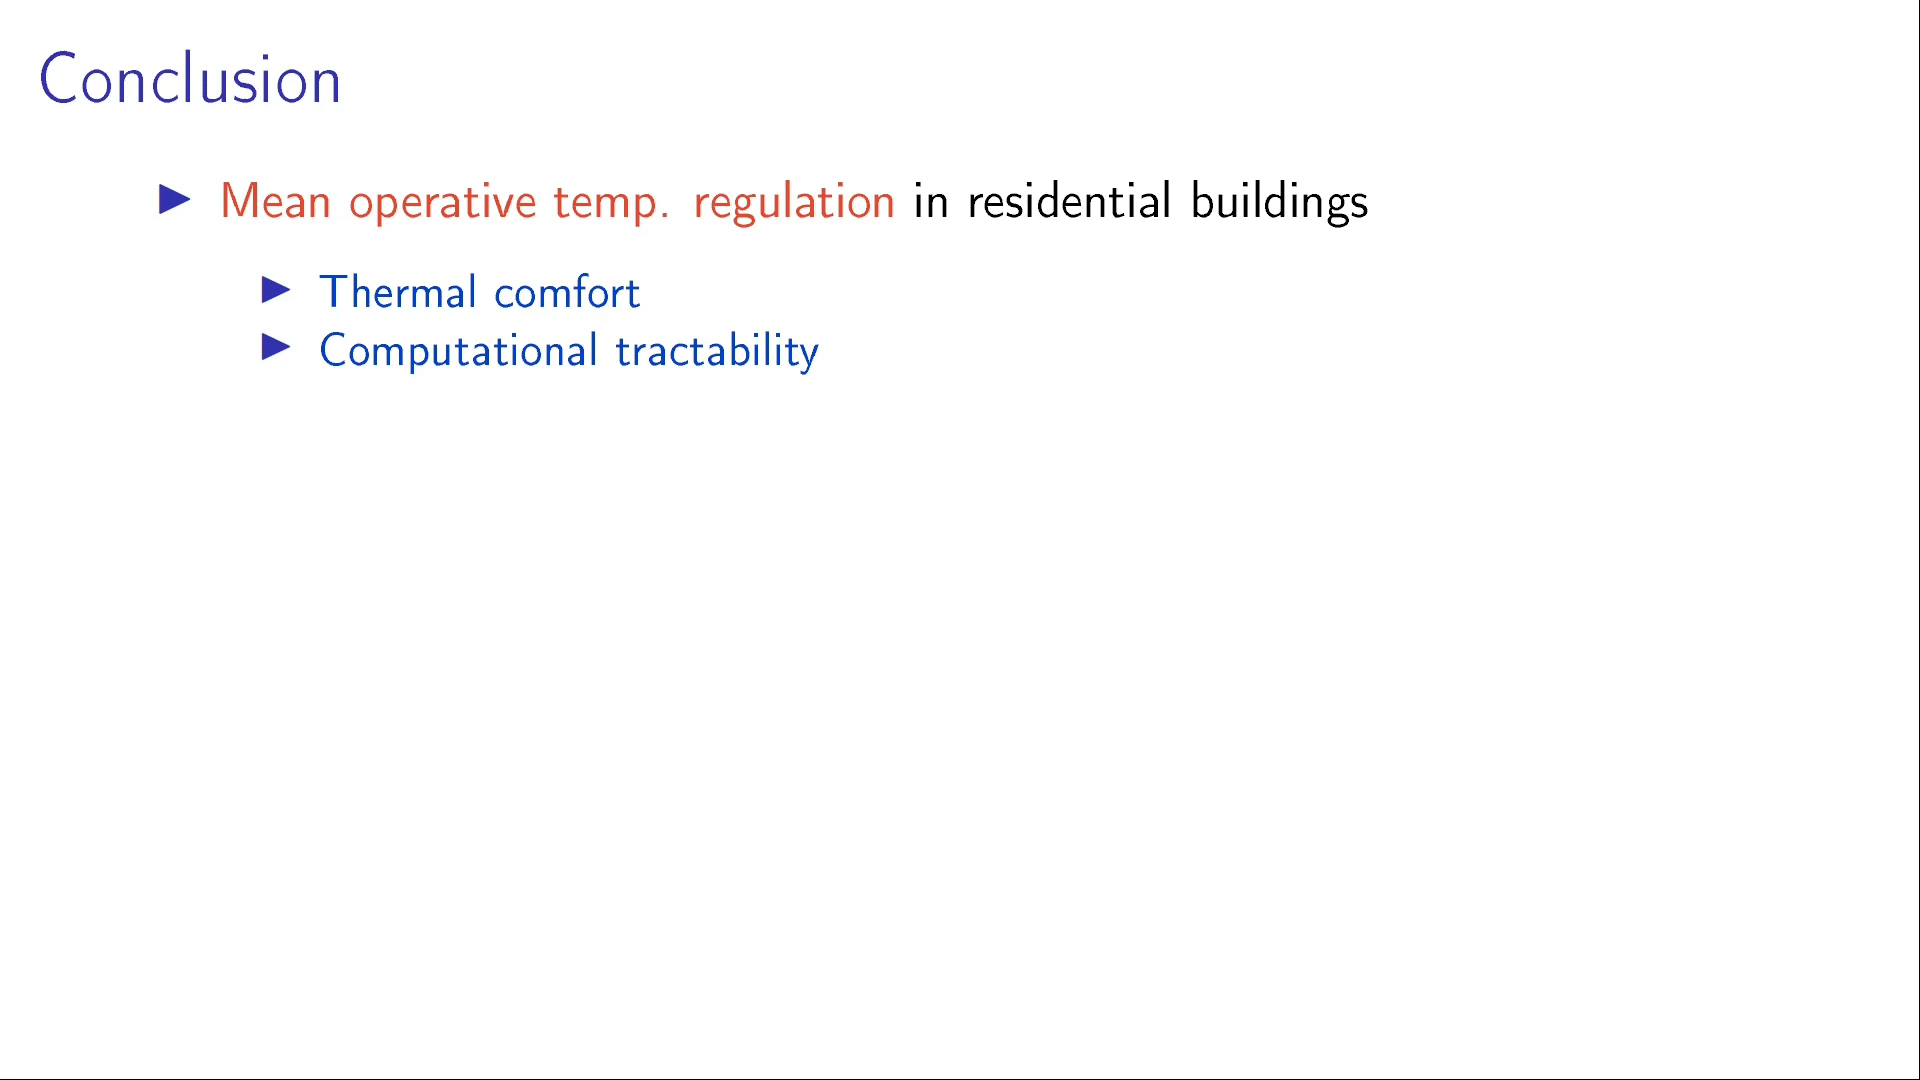 Conclusion
Mean operative temp. regulation in residential buildings
Thermal comfort
Computational tractability